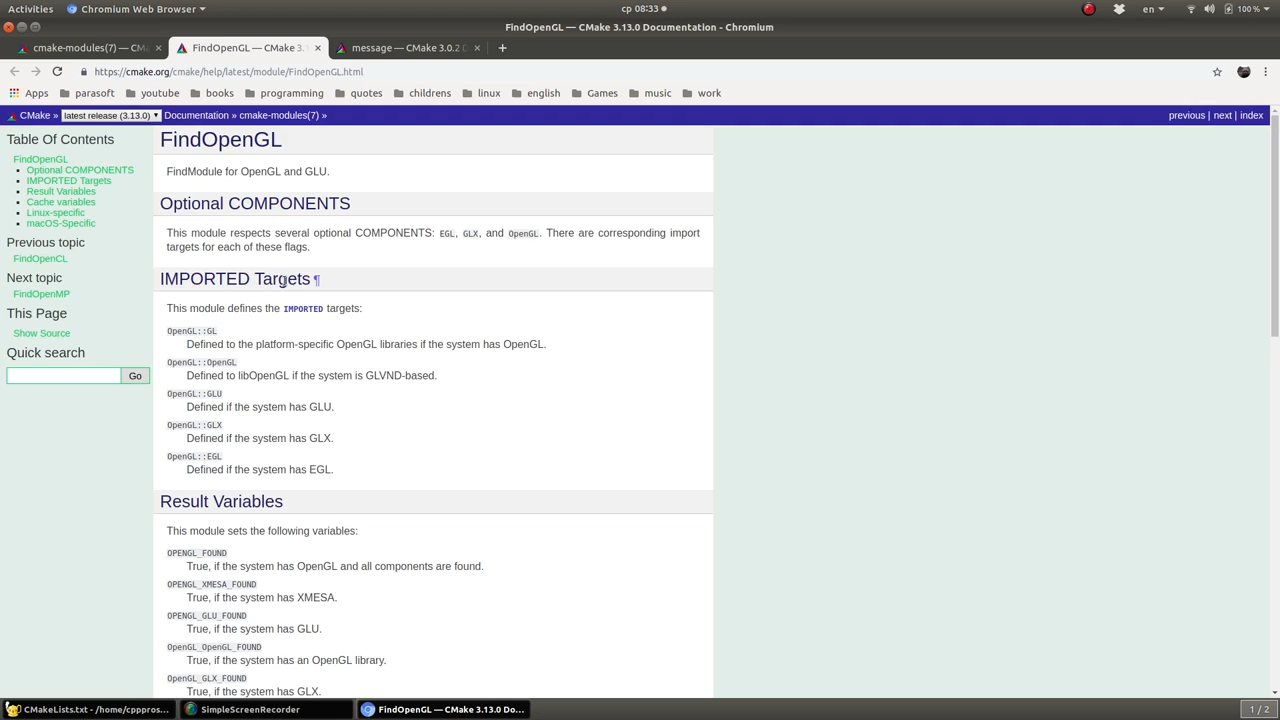 Activities
Chromium Web Browser
ср 08:33
en
100 %
FindOpenGL — CMake 3.13.0 Documentation - Chromium
cmake-modules(7) — CMa
FindOpenGL — CMake 3.1
message — CMake 3.0.2 D
https://cmake.org/cmake/help/latest/module/FindOpenGL.html
Apps
parasoft
youtube
books
programming
quotes
childrens
linux
english
Games
music
work
CMake »
latest release (3.13.0)
Documentation » cmake-modules(7) »
previous | next | index
Table Of Contents
FindOpenGL
Optional COMPONENTS
IMPORTED Targets
Result Variables
Cache variables
Linux-specific
macOS-Specific
Previous topic
FindOpenCL
Next topic
FindOpenMP
This Page
Show Source
Quick search
Go
FindOpenGL
FindModule for OpenGL and GLU.
Optional COMPONENTS
This module respects several optional COMPONENTS: EGL, GLX, and OpenGL. There are corresponding import
targets for each of these flags.
IMPORTED Targets ¶
This module defines the IMPORTED targets:
OpenGL::GL
Defined to the platform-specific OpenGL libraries if the system has OpenGL.
OpenGL::OpenGL
Defined to libOpenGL if the system is GLVND-based.
OpenGL::GLU
Defined if the system has GLU.
OpenGL::GLX
Defined if the system has GLX.
OpenGL::EGL
Defined if the system has EGL.
Result Variables
This module sets the following variables:
OPENGL_FOUND
True, if the system has OpenGL and all components are found.
OPENGL_XMESA_FOUND
True, if the system has XMESA.
OPENGL_GLU_FOUND
True, if the system has GLU.
OpenGL_OpenGL_FOUND
True, if the system has an OpenGL library.
OpenGL_GLX_FOUND
True, if the system has GLX.
CMakeLists.txt - /home/cpppros...
SimpleScreenRecorder
FindOpenGL — CMake 3.13.0 Do...
1 / 2